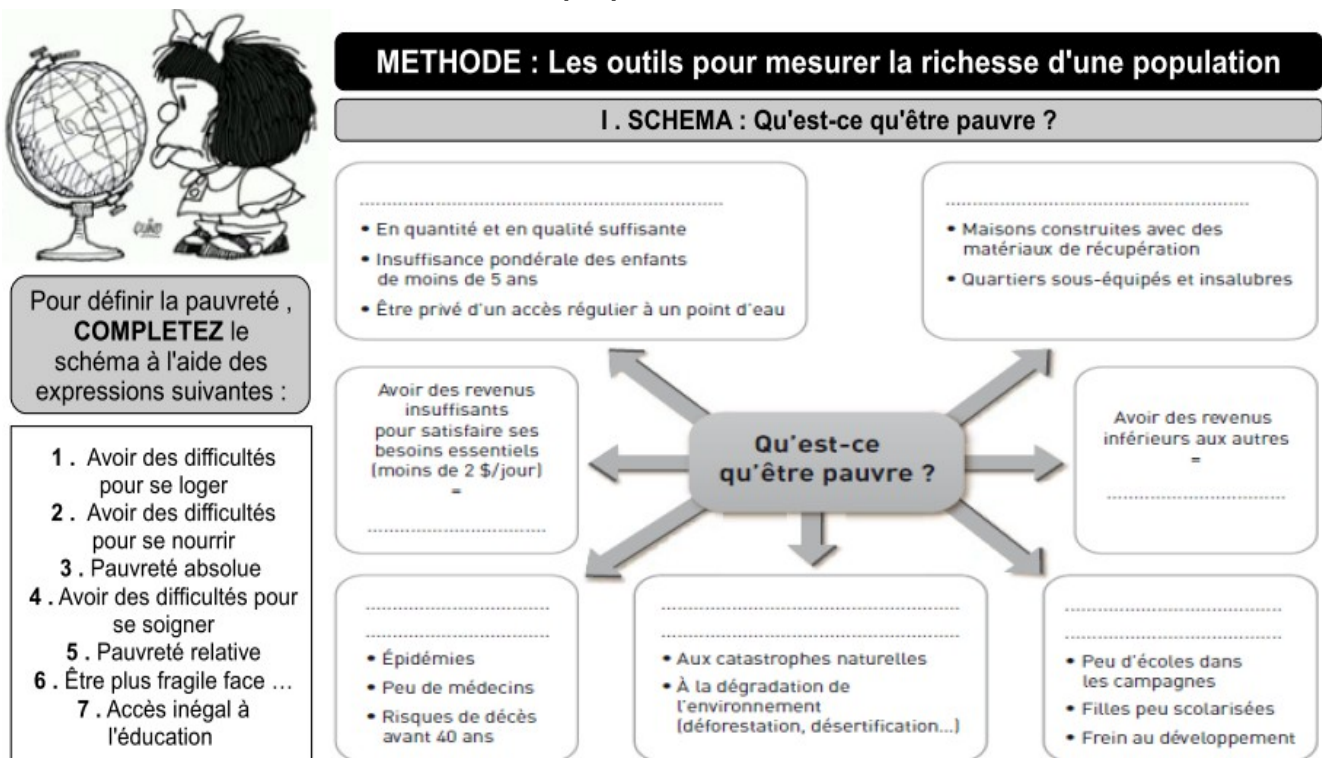 METHODE : Les outils pour mesurer la richesse d'une population
I . SCHEMA : Qu'est-ce qu'être pauvre ?
Pour définir la pauvreté ,
COMPLETEZ le
schéma à l'aide des
expressions suivantes :
1 . Avoir des difficultés
pour se loger
2 . Avoir des difficultés
pour se nourrir
3 . Pauvreté absolue
4 . Avoir des difficultés pour
se soigner
5 . Pauvreté relative
6 . Être plus fragile face ...
7 . Accès inégal à
l'éducation
................................
• En quantité et en qualité suffisante
• Insuffisance pondérale des enfants
de moins de 5 ans
• Être privé d'un accès régulier à un point d'eau
................................
• Maisons construites avec des
matériaux de récupération
• Quartiers sous-équipés et insalubres
Avoir des revenus
insuffisants
pour satisfaire ses
besoins essentiels
(moins de 2 $/jour)
=
................................
Qu'est-ce
qu'être pauvre ?
Avoir des revenus
inférieurs aux autres
=
................................
................................
................................
• Épidémies
• Peu de médecins
• Risques de décès
avant 40 ans
................................
................................
• Aux catastrophes naturelles
• À la dégradation de
l'environnement
(déforestation, désertification...)
................................
................................
• Peu d'écoles dans
les campagnes
• Filles peu scolarisées
• Frein au développement